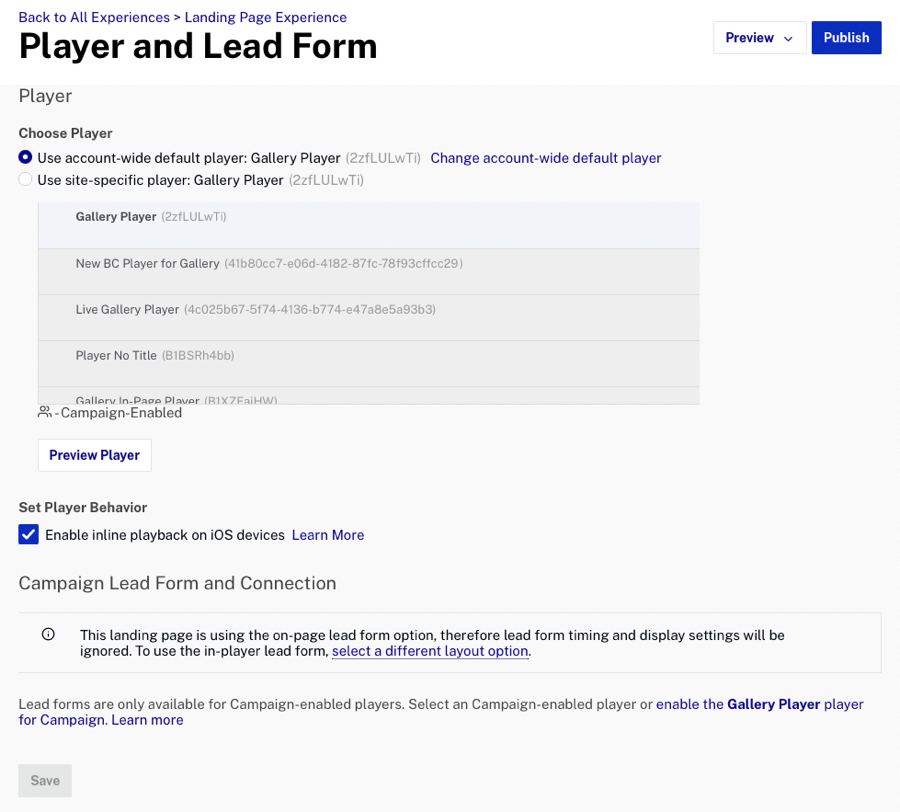 Back to All Experiences > Landing Page Experience
Player and Lead Form
Preview
Publish
Player
Choose Player
Use account-wide default player: Gallery Player (2zfLULwTi) Change account-wide default player
Use site-specific player: Gallery Player (2zfLULwTi)
Gallery Player (2zfLULwTi)
New BC Player for Gallery (41b80cc7-e06d-4182-87fc-78f93cffcc29)
Live Gallery Player (4c025b67-5f74-4136-b774-e47a8e5a93b3)
Player No Title (B1BSRh4bb)
Gallery In-Page Player
- Campaign-Enabled
Preview Player
Set Player Behavior
Enable inline playback on iOS devices Learn More
Campaign Lead Form and Connection
This landing page is using the on-page lead form option, therefore lead form timing and display settings will be
ignored. To use the in-player lead form, select a different layout option.
Lead forms are only available for Campaign-enabled players. Select an Campaign-enabled player or enable the Gallery Player player
for Campaign. Learn more
Save